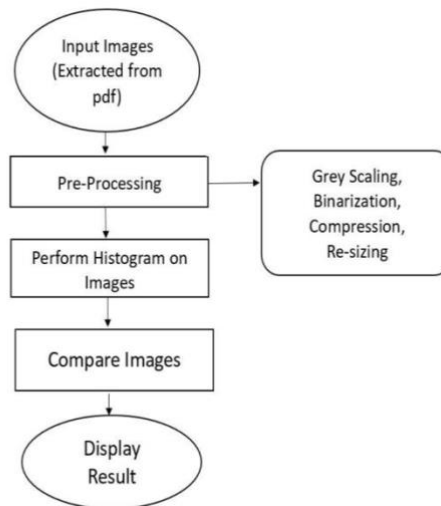 Input Images
(Extracted from
pdf)
Pre-Processing
Grey Scaling,
Binarization,
Compression,
Re-sizing
Perform Histogram on
Images
Compare Images
Display
Result